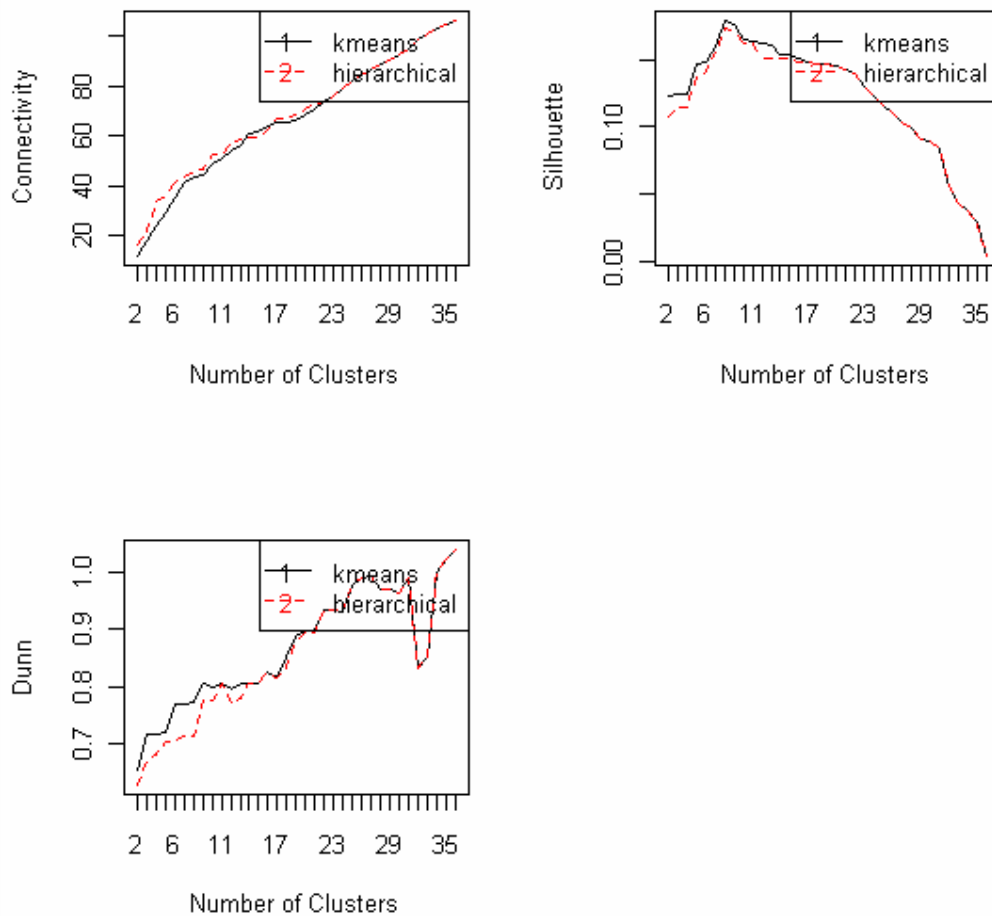 Connectivity
20 40 60 80
1 kmeans
2 hierarchical
2 6 11 17 23 29 35
Number of Clusters
Silhouette
0.00 0.10
1 kmeans
2 hierarchical
2 6 11 17 23 29 35
Number of Clusters
Dunn
0.7 0.8 0.9 1.0
1 kmeans
2 hierarchical
2 6 11 17 23 29 35
Number of Clusters